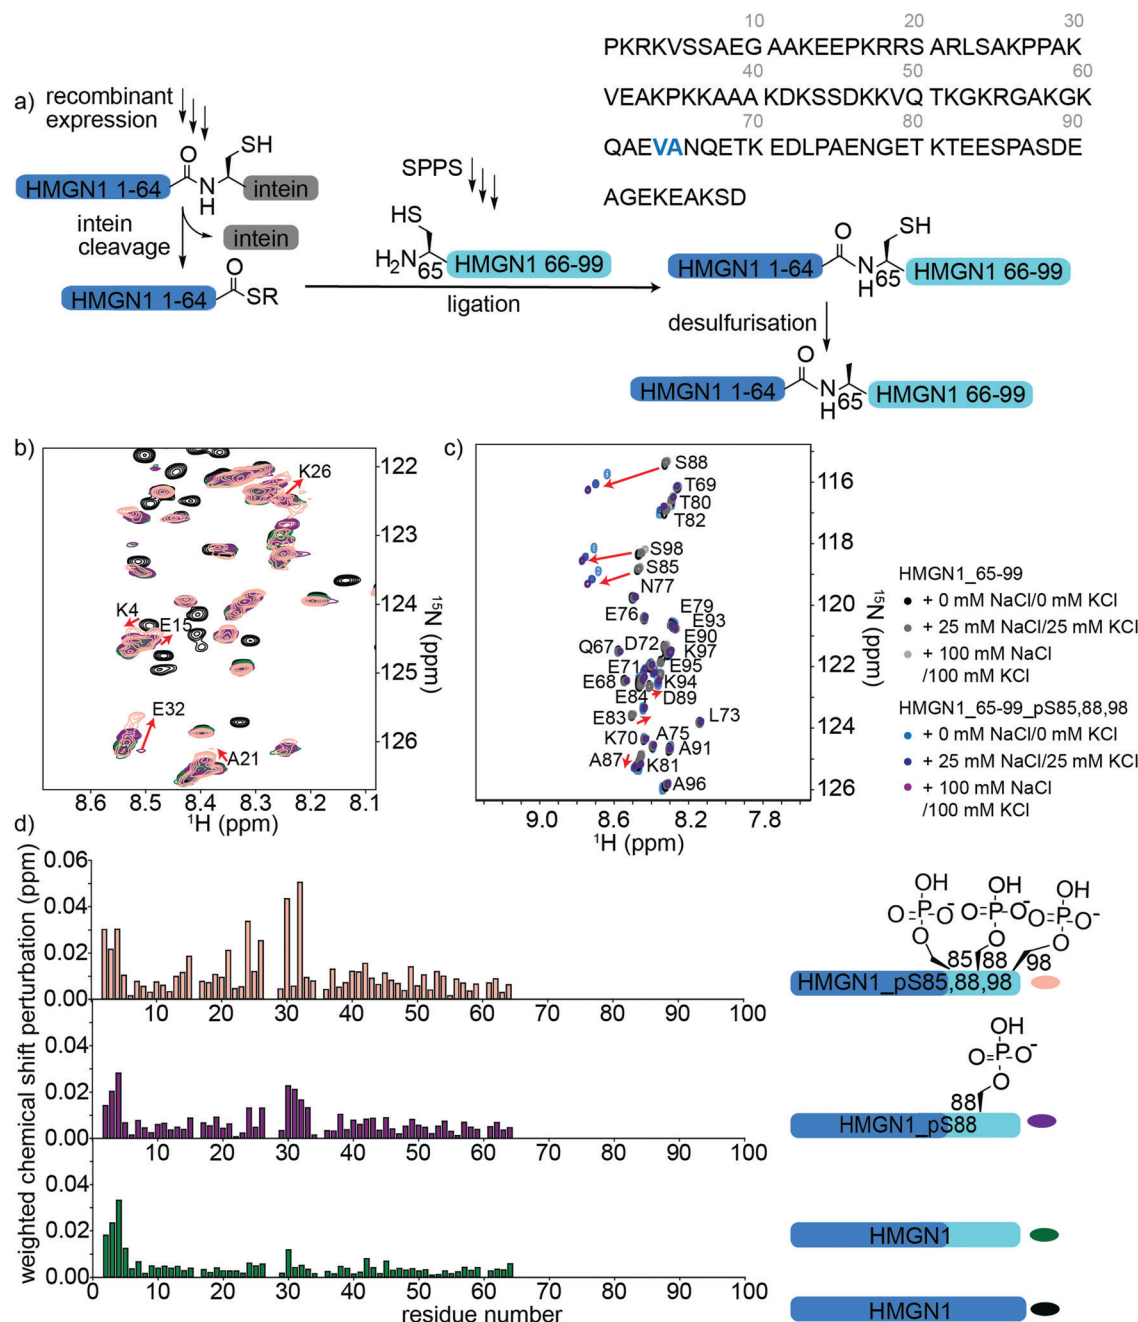 10 20 30
PKRKVSSAEG AAKEEPKRRS ARLSAKPPAK
40 50 60
VEAKPKKAAA KDKSSDKKVQ TKGKRGAKGK
70 80 90
QAEVANQETK EDLPAENGET KTEESPASDE
AGEKEAKSD
a) recombinant
expression
O SH
HMGN1 1-64 N H intein
intein
cleavage
intein
O
HMGN1 1-64 SR
SPPS
HS
H2N 65 HMGN1 66-99
ligation
O SH
HMGN1 1-64 N H 65 HMGN1 66-99
desulfurisation
O
HMGN1 1-64 N H 65 HMGN1 66-99
b)
K26
K4
E15
E32
A21
122
123
124
125
126
15N (ppm)
8.6 8.5 8.4 8.3 8.2 8.1
1H (ppm)
c)
S88
T69
T80
T82
S98
S85
N77
E76
E79
E93
E90
K97
Q67
D72
E71
E95
E68
K94
E84
D89
E83
L73
K70
A75
A91
A87
K81
A96
116
118
120
122
124
126
15N (ppm)
9.0 8.6 8.2 7.8
1H (ppm)
HMGN1_65-99
+ 0 mM NaCl/0 mM KCl
+ 25 mM NaCl/25 mM KCl
+ 100 mM NaCl
/100 mM KCl
HMGN1_65-99_pS85,88,98
+ 0 mM NaCl/0 mM KCl
+ 25 mM NaCl/25 mM KCl
+ 100 mM NaCl
/100 mM KCl
d)
weighted chemical shift perturbation (ppm)
0.06
0.04
0.02
0.00
10 20 30 40 50 60 70 80 90 100
0.04
0.02
0.00
10 20 30 40 50 60 70 80 90 100
0.04
0.02
0.00
0 10 20 30 40 50 60 70 80 90 100
residue number
OH OH OH
O=P-O- O=P-O- O=P-O-
O O O
85 88 98
HMGN1_pS85,88,98
OH
O=P-O-
O
88
HMGN1_pS88
HMGN1
HMGN1